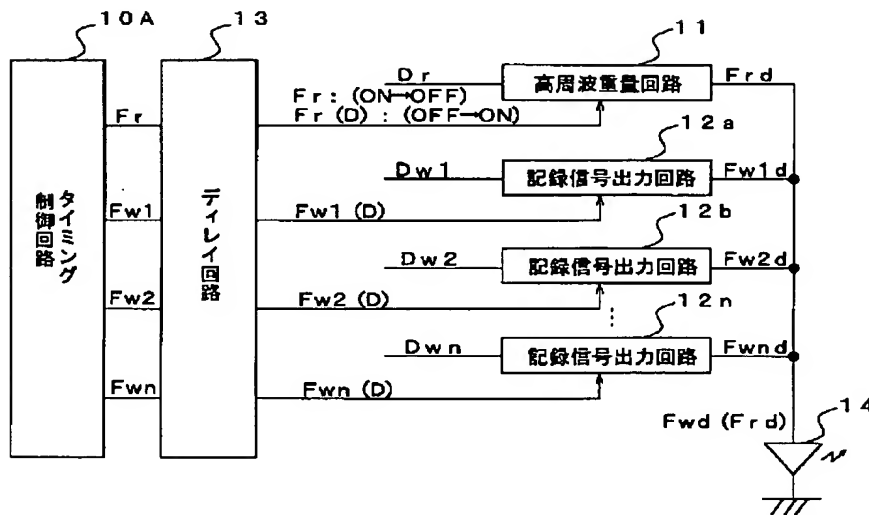 10A
13
11
Dr
高周波重量回路
Frd
Fr:(ON→OFF)
Fr(D):(OFF→ON)
Fr
12a
Dw1
記録信号出力回路
Fw1d
タイミング
制御回路
ディレイ回路
Fw1
Fw1(D)
12b
Dw2
記録信号出力回路
Fw2d
Fw2
Fw2(D)
12n
Dwn
記録信号出力回路
Fwnd
Fwn
Fwn(D)
Fwd(Frd)
14